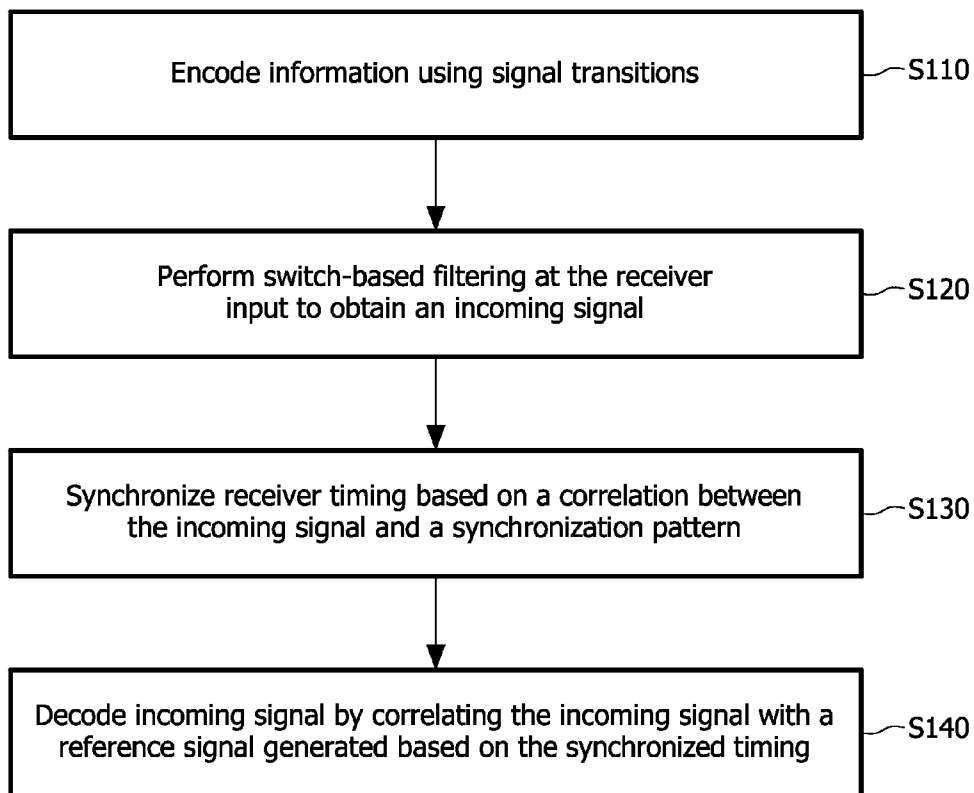 Encode information using signal transitions
S110
Perform switch-based filtering at the receiver
input to obtain an incoming signal
S120
Synchronize receiver timing based on a correlation between
the incoming signal and a synchronization pattern
S130
Decode incoming signal by correlating the incoming signal with a
reference signal generated based on the synchronized timing
S140